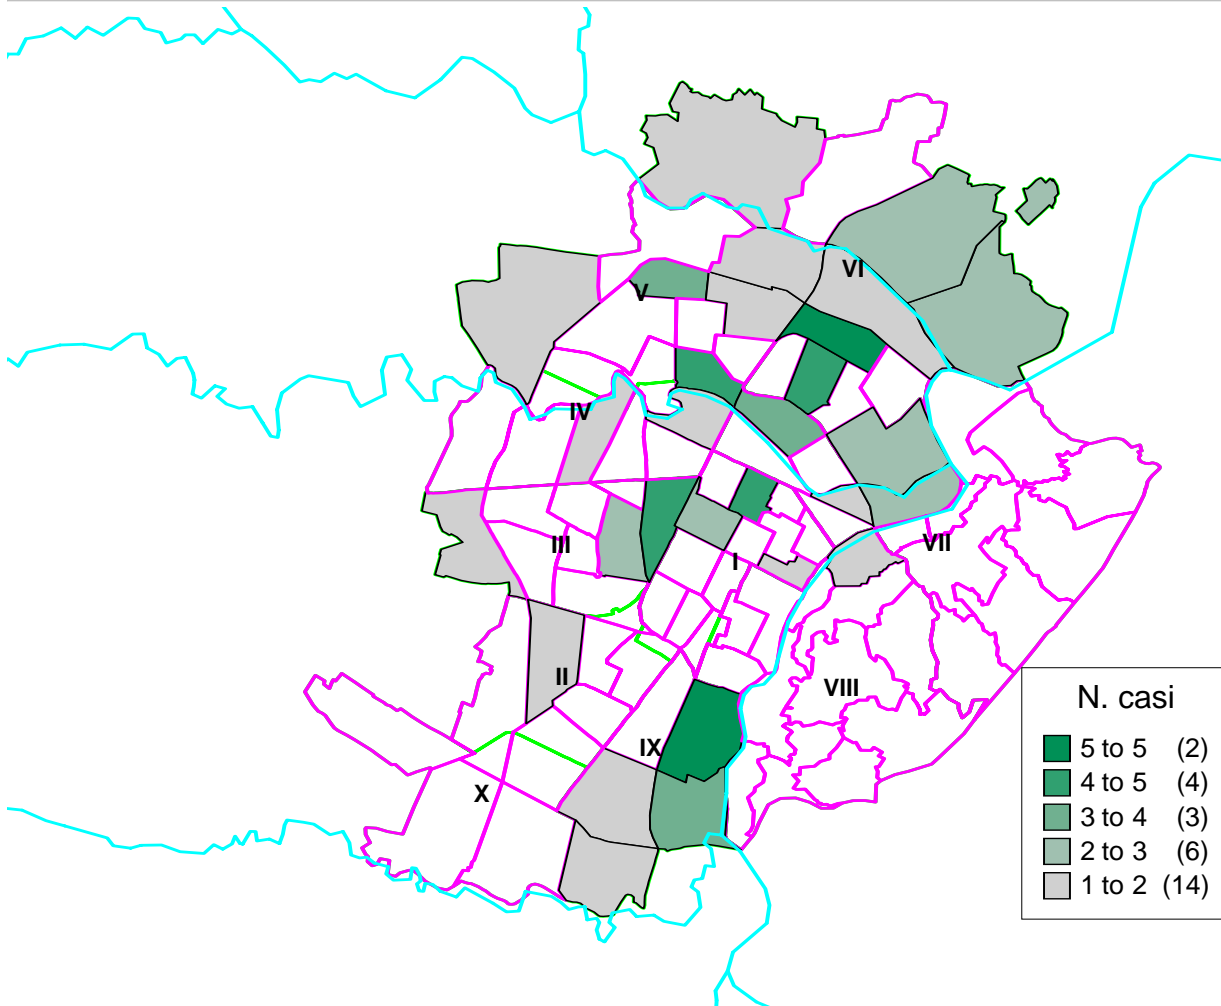 VI
V
IV
III
I
VII
II
VIII
IX
X
N. casi
5 to 5 (2)
4 to 5 (4)
3 to 4 (3)
2 to 3 (6)
1 to 2 (14)